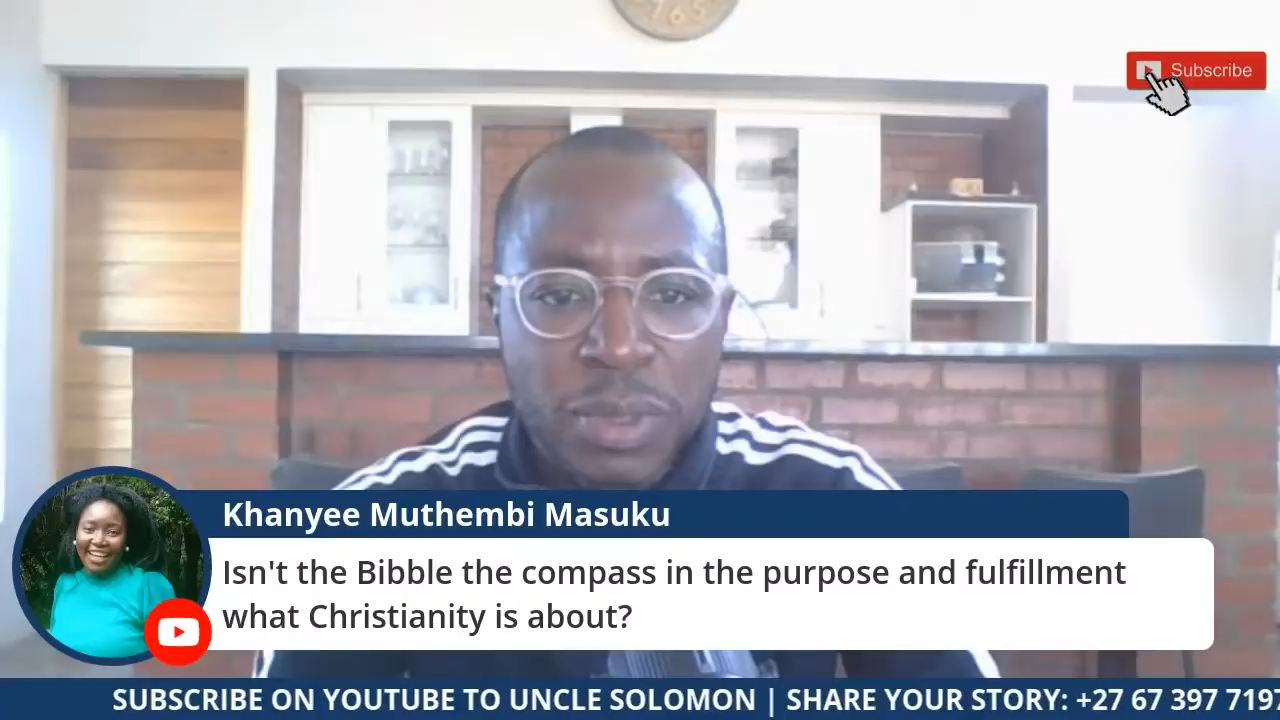 765
Subscribe
Khanyee Muthembi Masuku
Isn't the Bibble the compass in the purpose and fulfillment
what Christianity is about?
SUBSCRIBE ON YOUTUBE TO UNCLE SOLOMON | SHARE YOUR STORY: +27 67 397 7197